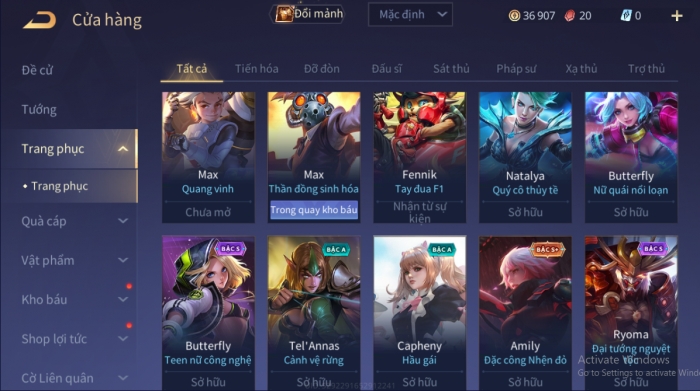 Cửa hàng
Đổi mảnh
Mặc định
36 907
20
0
+
Đề cử
Tướng
Trang phục
Trang phục
Quà cáp
Vật phẩm
Kho báu
Shop lợi tức
Cờ Liên quân
Tất cả
Tiến hóa
Đỡ đòn
Đấu sĩ
Sát thủ
Pháp sư
Xạ thủ
Trợ thủ
Max
Quang vinh
Chưa mở
Max
Thần đồng sinh hóa
Trong quay kho báu
Fennik
Tay đua F1
Nhận từ sự
kiện
Natalya
Quý cô thủy tề
Sở hữu
Butterfly
Nữ quái nổi loạn
Sở hữu
BẬC S
Butterfly
Teen nữ công nghệ
Sở hữu
BẬC A
Tel'Annas
Cảnh vệ rừng
Sở hữu
BẬC A
Capheny
Hầu gái
Sở hữu
BẬC S+
Amily
Đặc công Nhện đỏ
Sở hữu
BẬC S
Ryoma
Đại tướng nguyệt
tộc
Sở hữu
Activate Windows
Go to Settings to activate Wind